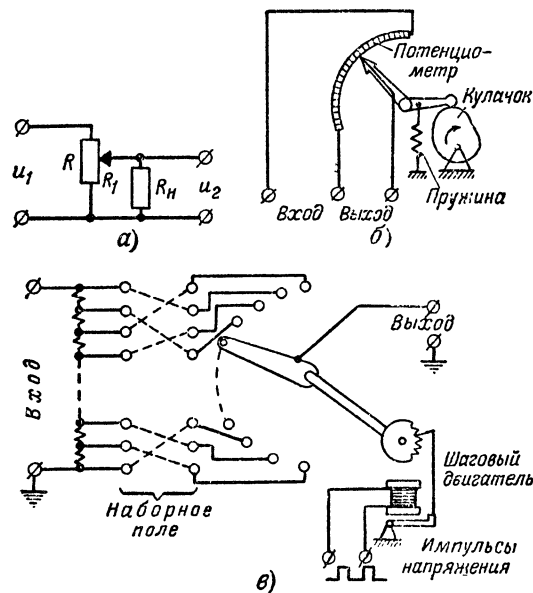 u₁
R
R₁
Rн
u₂
а)
Потенцио-
метр
Кулачок
Пружина
Вход
Выход
б)
Вход
Выход
Наборное
поле
Шаговый
двигатель
Импульсы
напряжения
в)